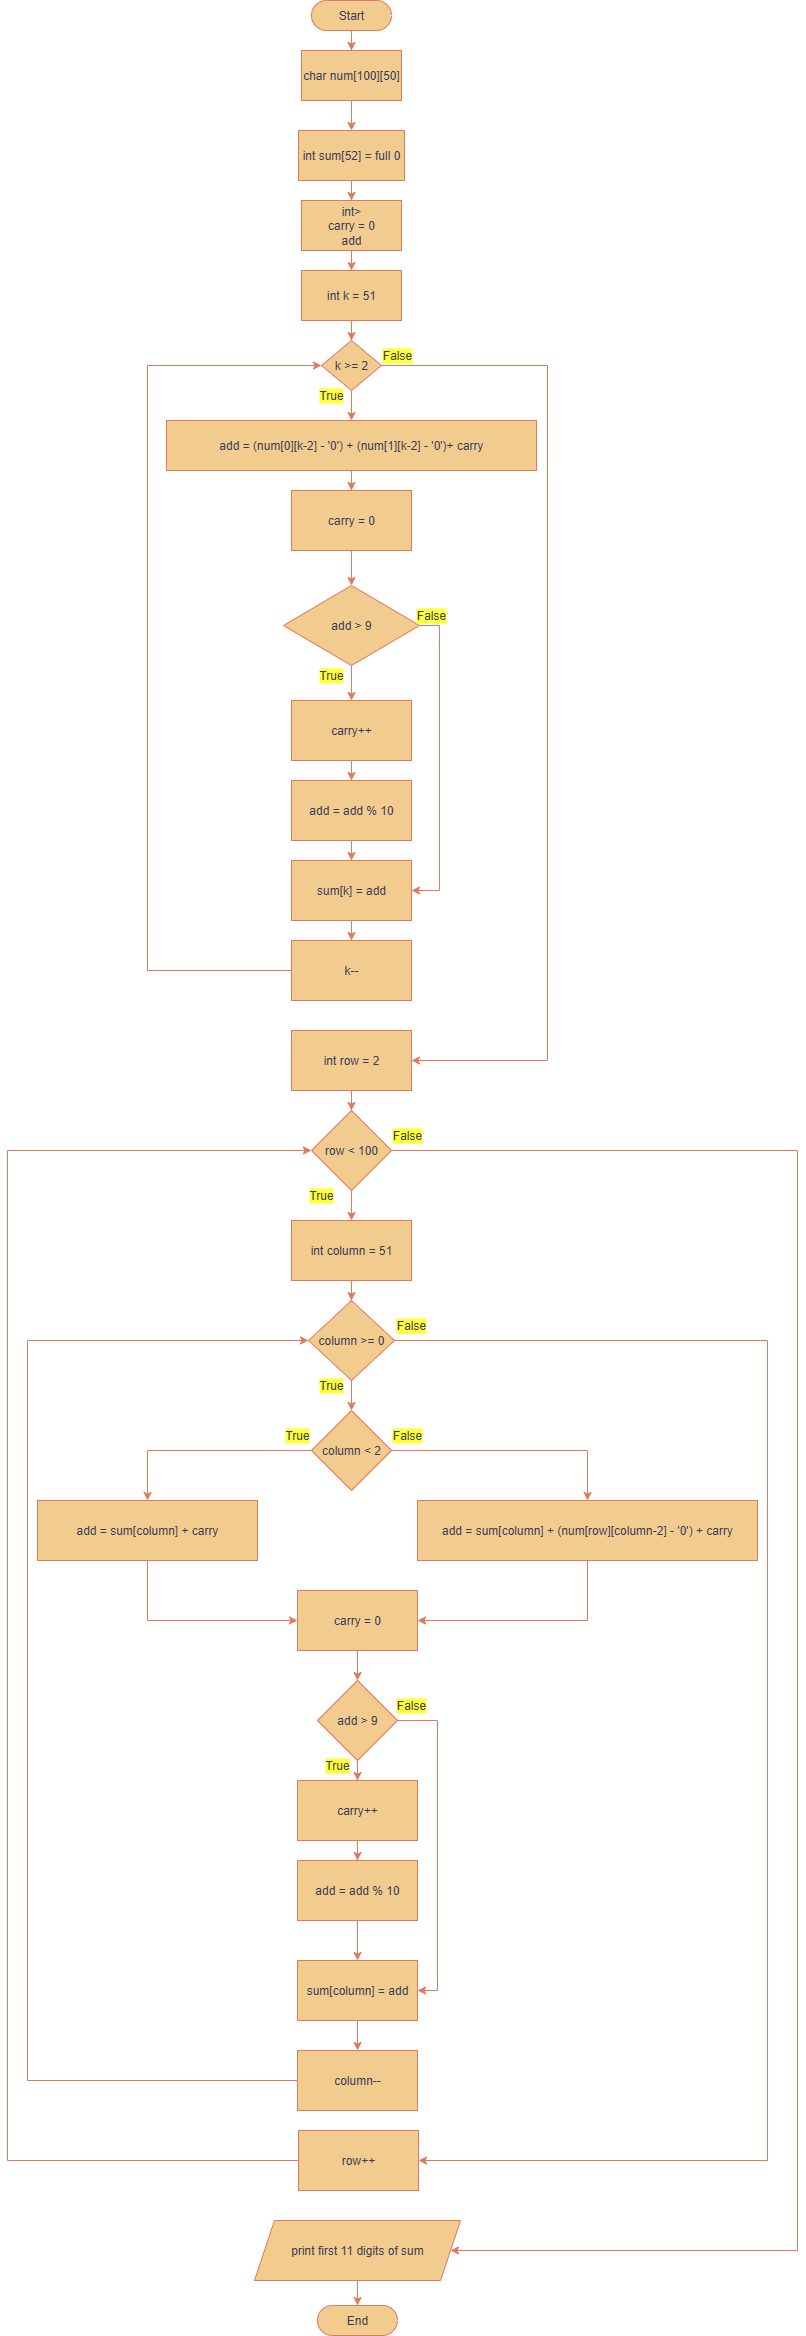 Start
char num[100][50]
int sum[52] = full 0
int>
carry = 0
add
int k = 51
k >= 2
False
True
add = (num[0][k-2] - '0') + (num[1][k-2] - '0')+ carry
carry = 0
add > 9
False
True
carry++
add = add % 10
sum[k] = add
k--
int row = 2
row < 100
False
True
int column = 51
column >= 0
False
True
True
column < 2
False
add = sum[column] + carry
add = sum[column] + (num[row][column-2] - '0') + carry
carry = 0
add > 9
False
True
carry++
add = add % 10
sum[column] = add
column--
row++
print first 11 digits of sum
End